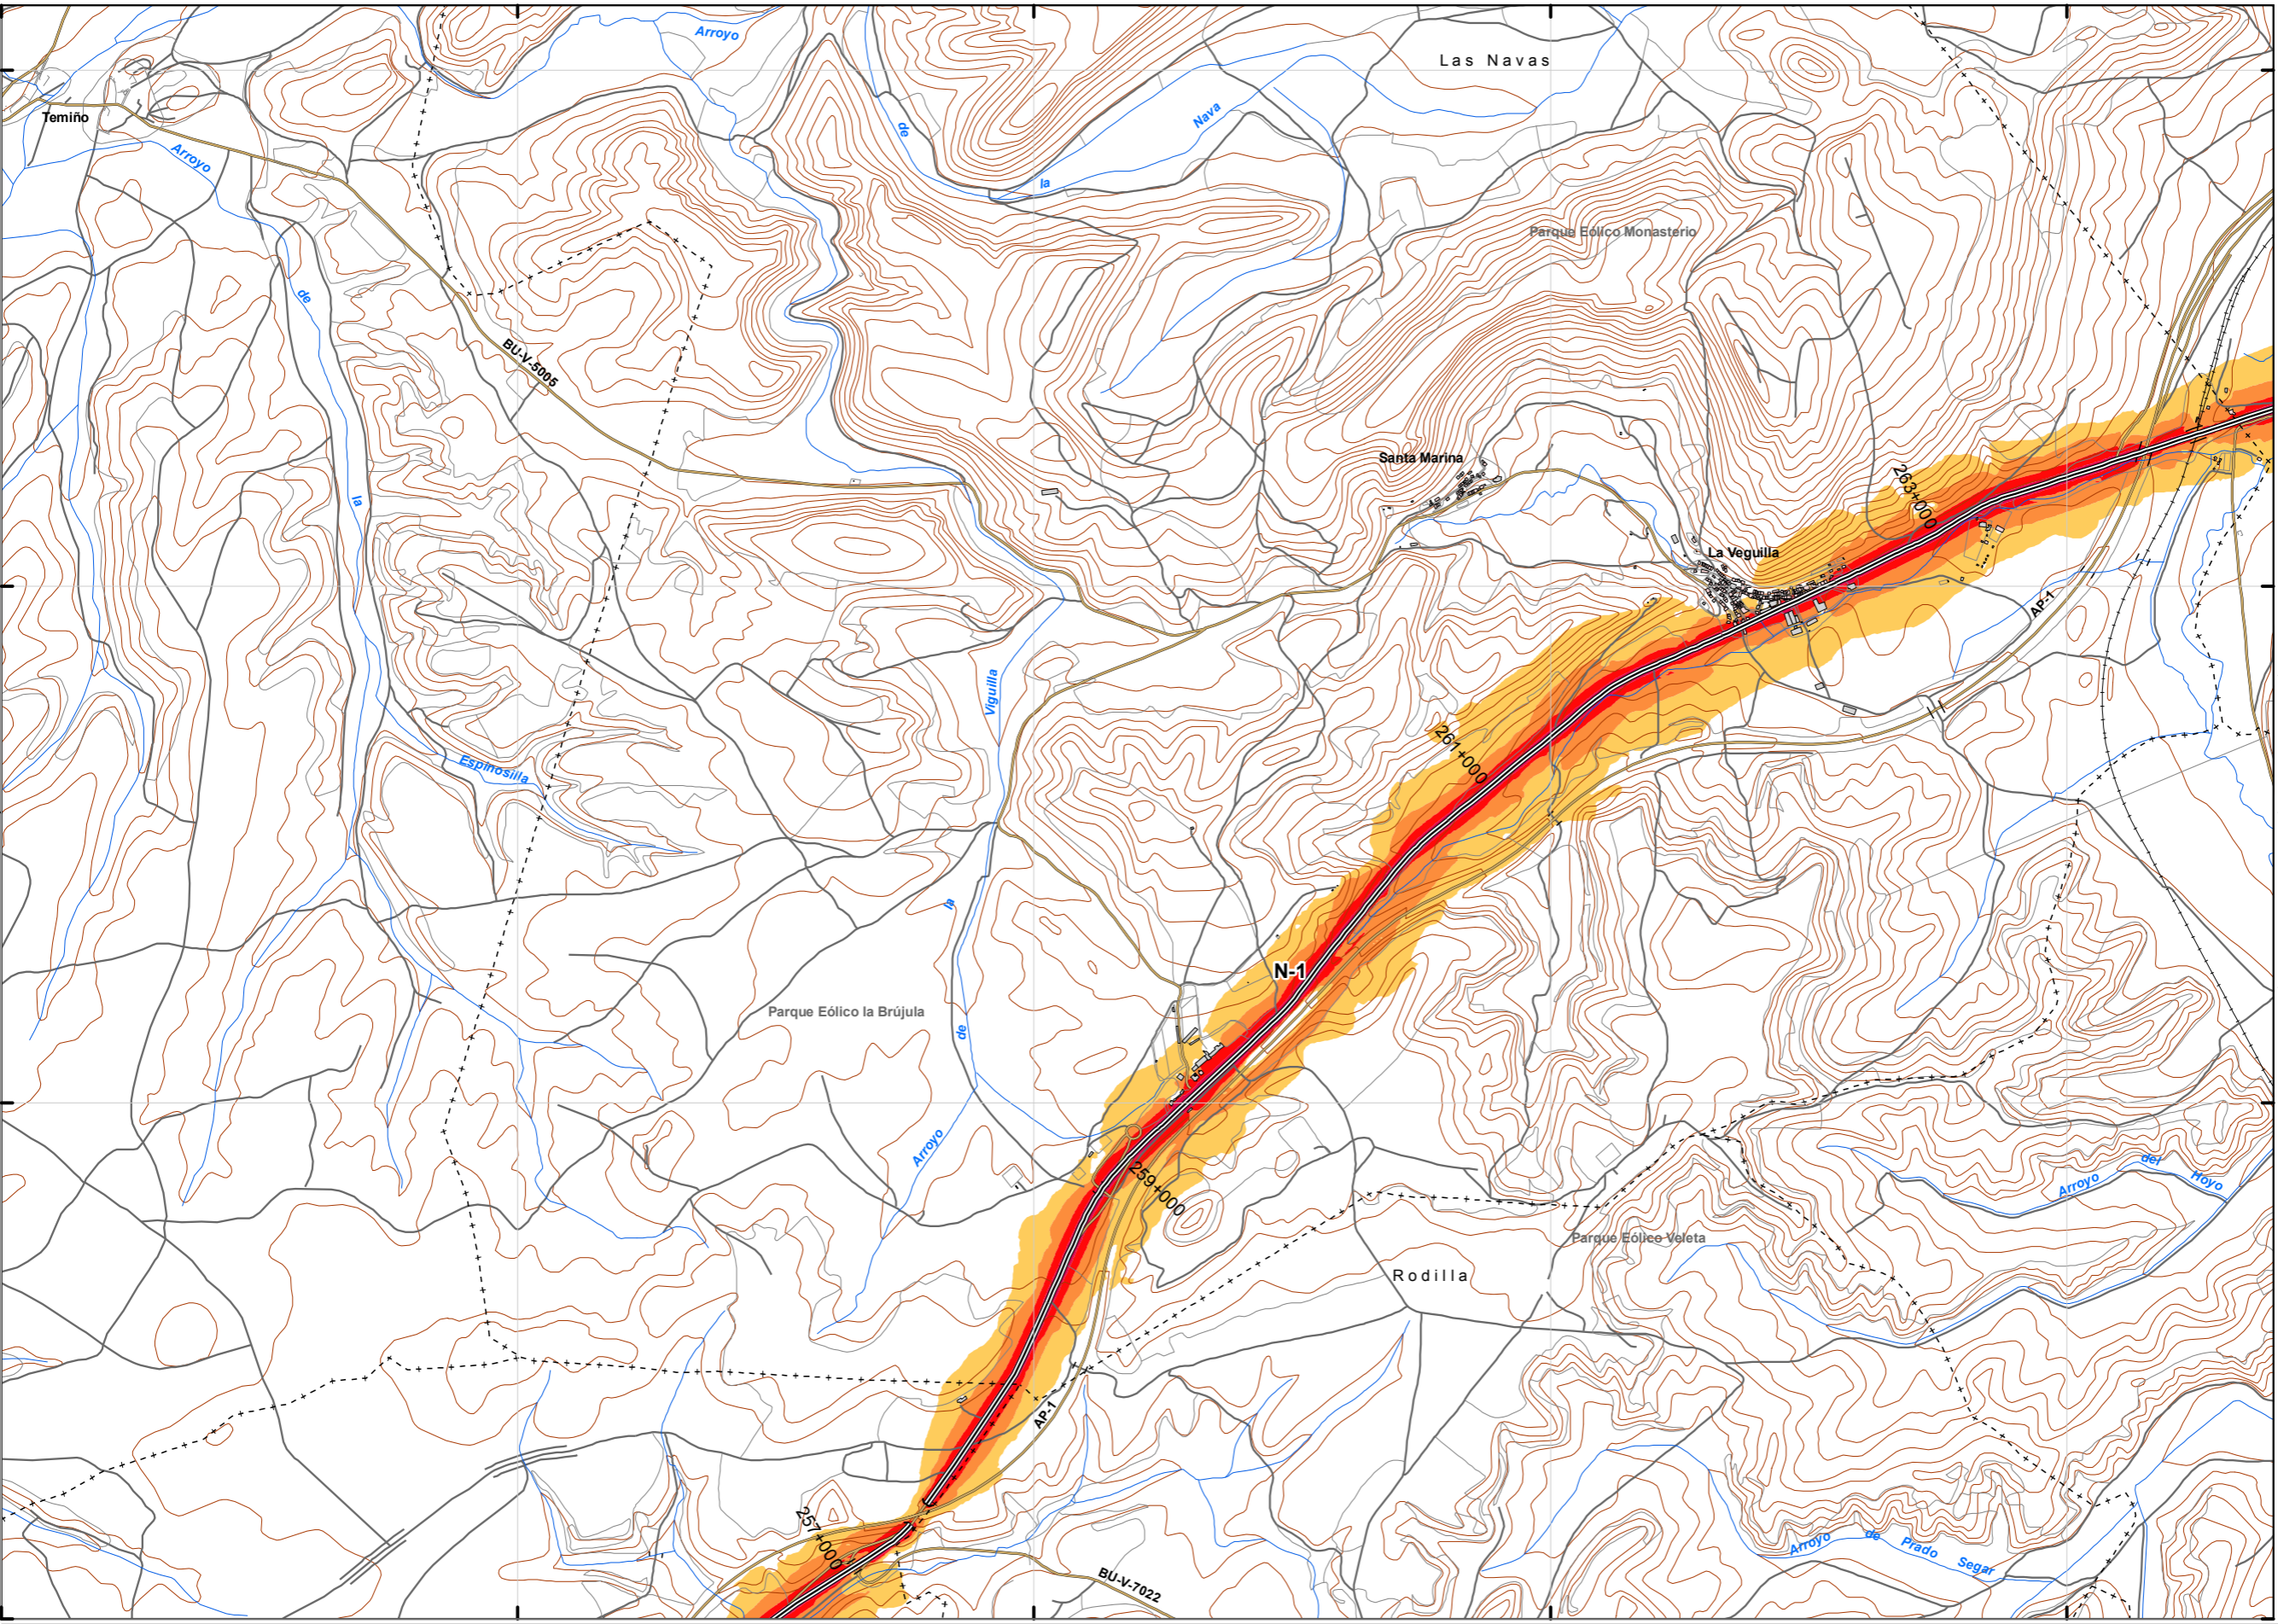 Arroyo
Las Navas
Temiño
de
Nava
Arroyo
la
Parque Eólico Monasterio
de
BU-V-5005
Santa Marina
263+000
la
La Veguilla
AP-1
Viguilla
261+000
Espinosilla
la
N-1
Parque Eólico la Brújula
de
Arroyo
259+000
del
Arroyo
Hoyo
Parque Eólico Veleta
Rodilla
AP-1
257+000
Arroyo
de
Prado
Segar
BU-V-7022